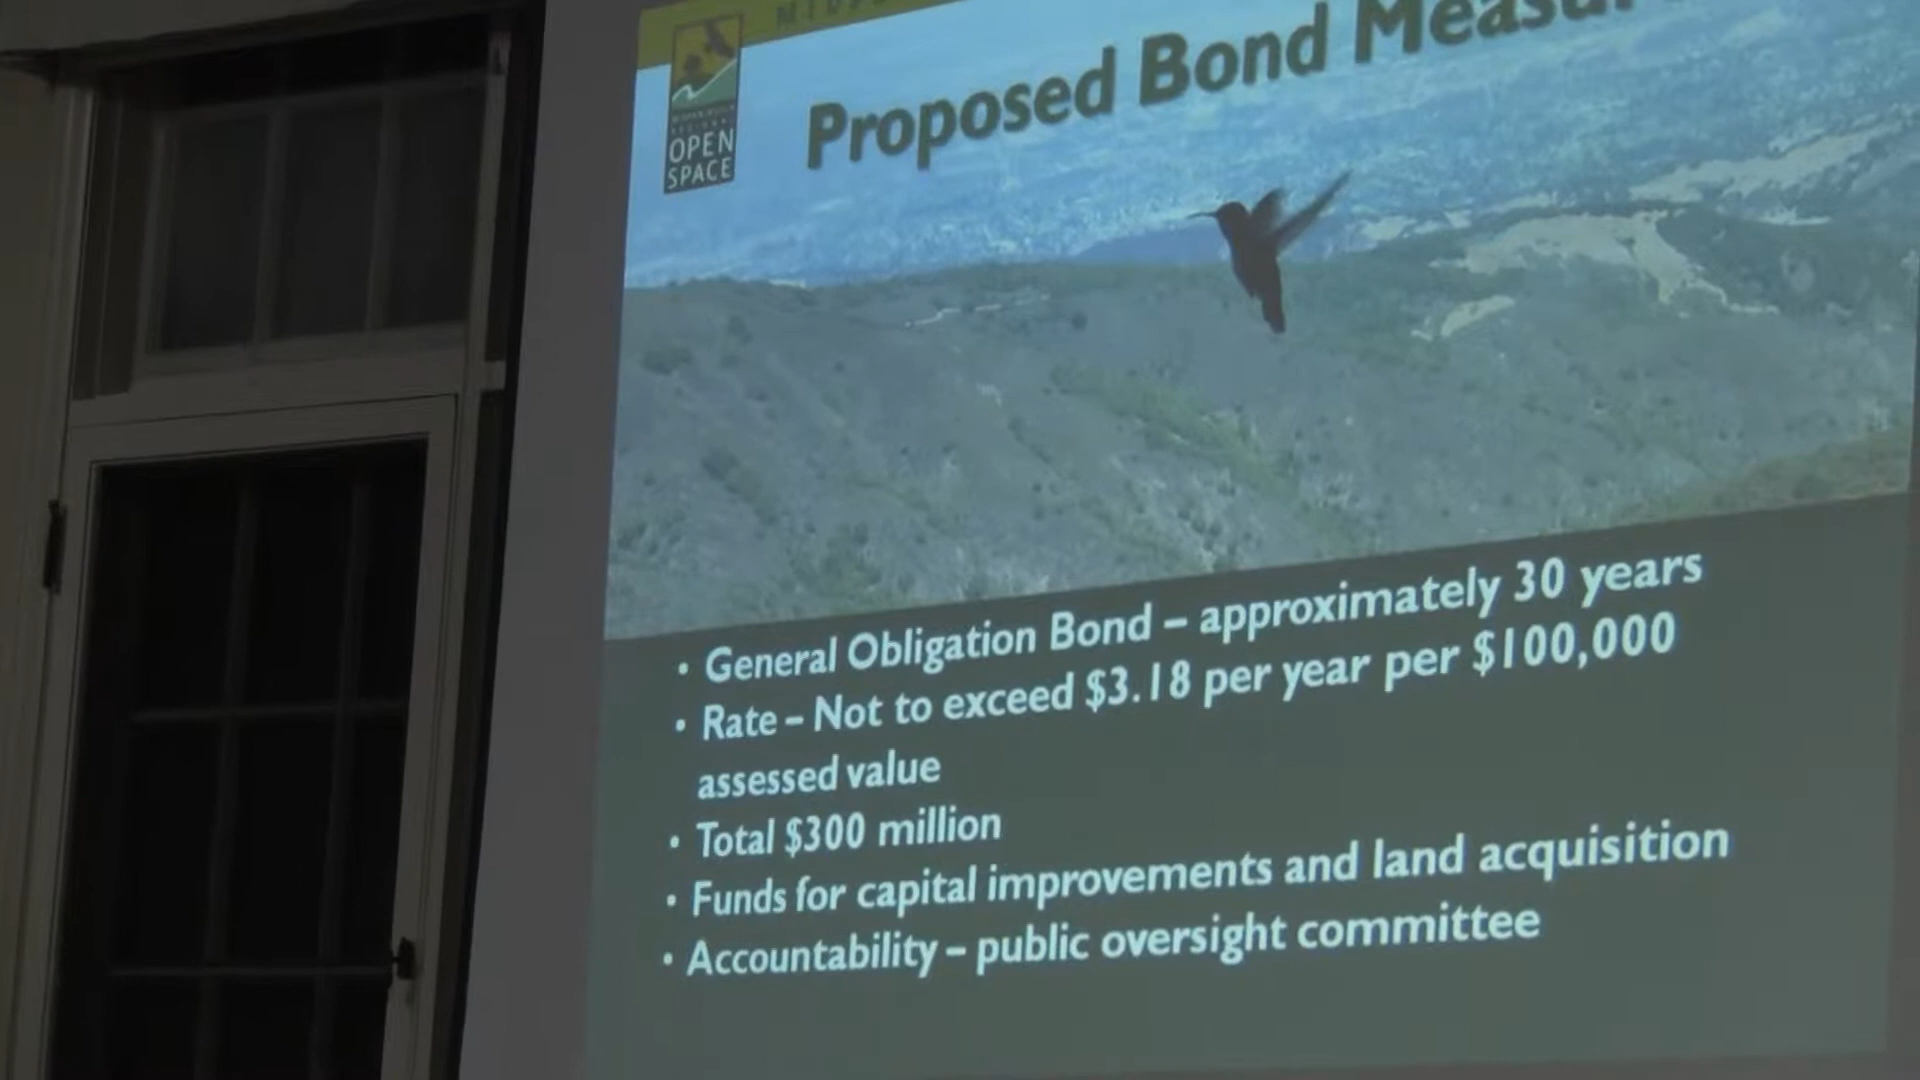 Proposed Bond
OPEN
SPACE
• General Obligation Bond – approximately 30 years
• Rate – Not to exceed $3.18 per year per $100,000
assessed value
• Total $300 million
• Funds for capital improvements and land acquisition
• Accountability – public oversight committee